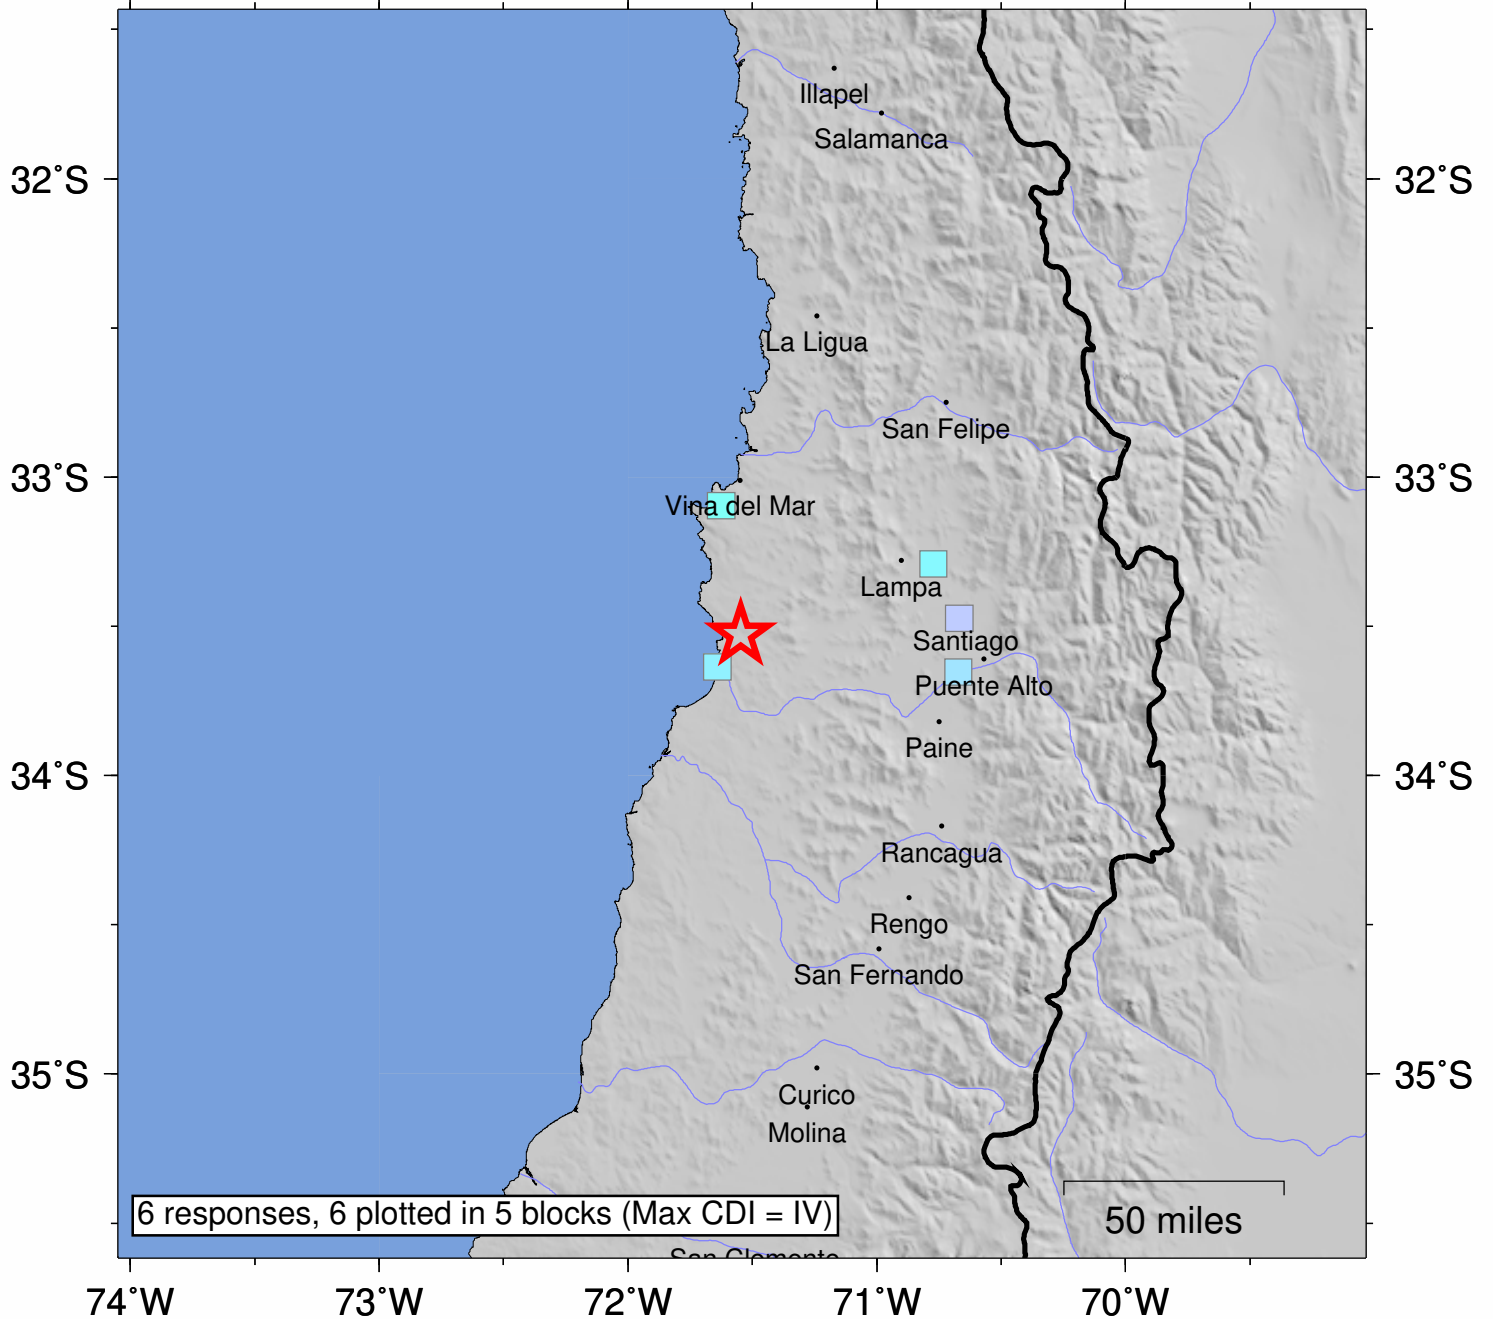 Illapel
Salamanca
32°S
32°S
La Ligua
San Felipe
33°S
33°S
Vina del Mar
Lampa
Santiago
Puente Alto
Paine
34°S
34°S
Rancagua
Rengo
San Fernando
35°S
35°S
Curico
Molina
6 responses, 6 plotted in 5 blocks (Max CDI = IV)
50 miles
San Clemente
74°W
73°W
72°W
71°W
70°W